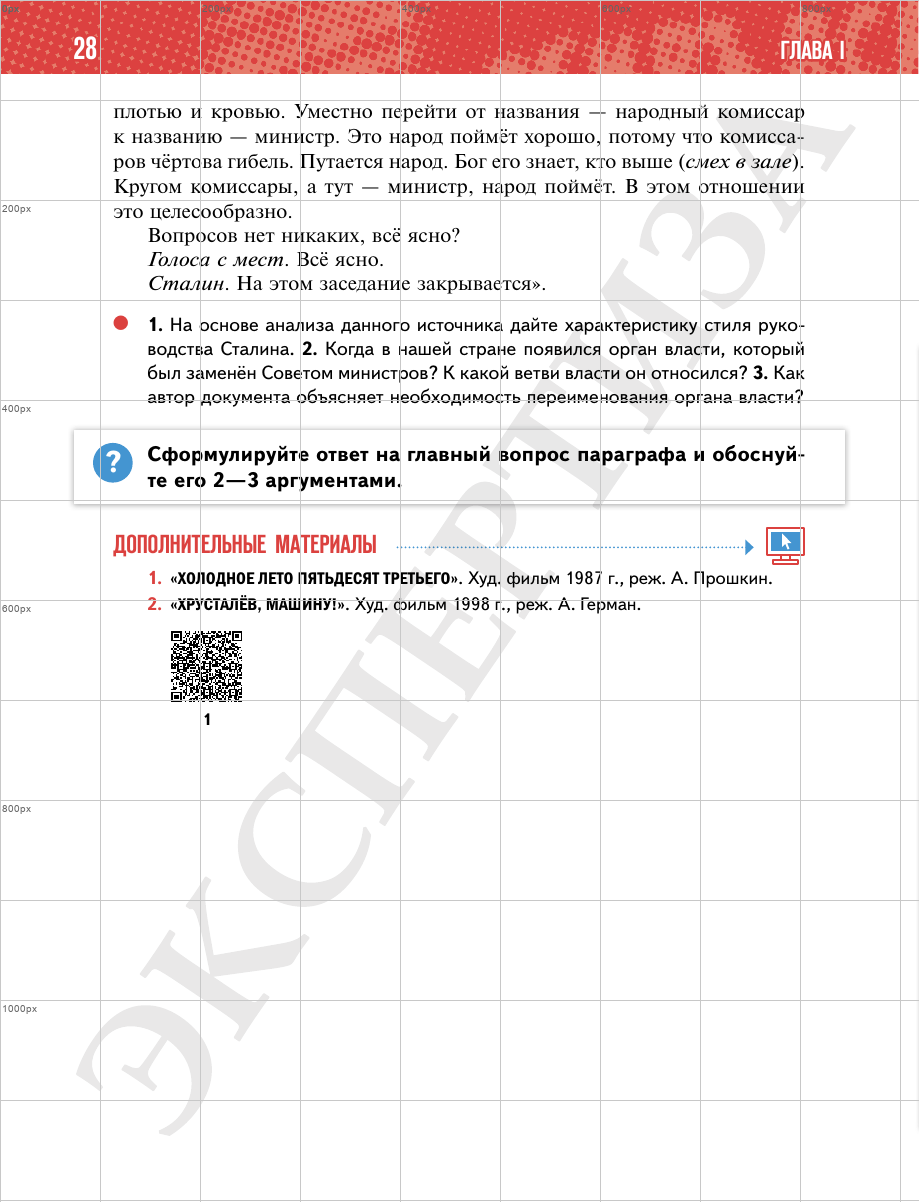 28
ГЛАВА I
плотью и кровью. Уместно перейти от названия — народный комиссар
к названию — министр. Это народ поймёт хорошо, потому что комисса-
ров чёртова гибель. Путается народ. Бог его знает, кто выше (смех в зале).
Кругом комиссары, а тут — министр, народ поймёт. В этом отношении
это целесообразно.
Вопросов нет никаких, всё ясно?
Голоса с мест. Всё ясно.
Сталин. На этом заседание закрывается».
1. На основе анализа данного источника дайте характеристику стиля руко-
водства Сталина. 2. Когда в нашей стране появился орган власти, который
был заменён Советом министров? К какой ветви власти он относился? 3. Как
автор документа объясняет необходимость переименования органа власти?
? Сформулируйте ответ на главный вопрос параграфа и обоснуй-
те его 2—3 аргументами.
ДОПОЛНИТЕЛЬНЫЕ МАТЕРИАЛЫ
1. «ХОЛОДНОЕ ЛЕТО ПЯТЬДЕСЯТ ТРЕТЬЕГО». Худ. фильм 1987 г., реж. А. Прошкин.
2. «ХРУСТАЛЁВ, МАШИНУ!». Худ. фильм 1998 г., реж. А. Герман.
1
ЭКСПЕРТИЗА
200px
400px
600px
800px
1000px